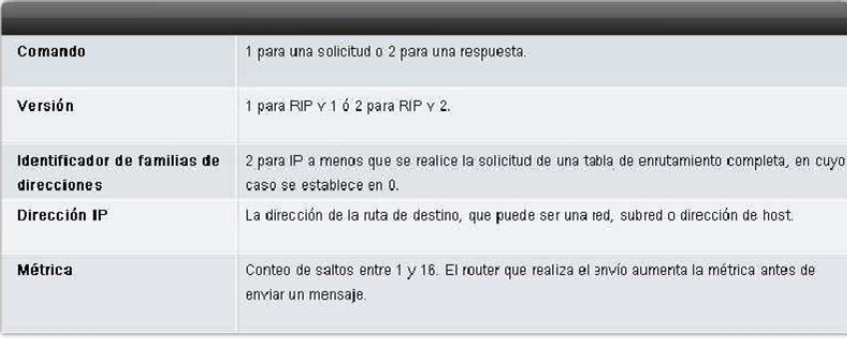 Comando
1 para una solicitud o 2 para una respuesta.
Versión
1 para RIP v 1 ó 2 para RIP v 2.
Identificador de familias de
direcciones
2 para IP a menos que se realice la solicitud de una tabla de enrutamiento completa, en cuyo
caso se establece en 0.
Dirección IP
La dirección de la ruta de destino, que puede ser una red, subred o dirección de host.
Métrica
Conteo de saltos entre 1 y 16. El router que realiza el envío aumenta la métrica antes de
enviar un mensaje.